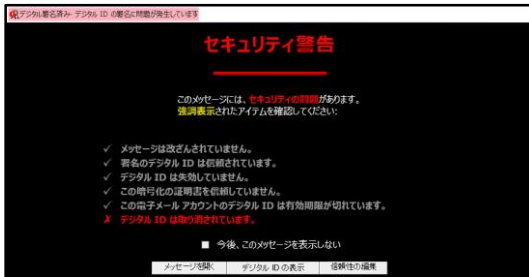 デジタル署名済み- デジタル ID の署名に問題が発生しています
セキュリティ警告
このメッセージには、セキュリティの問題があります。
強調表示されたアイテムを確認してください:
✓ メッセージは改ざんされていません。
✓ 署名のデジタル ID は信頼されています。
✓ デジタル ID は失効していません。
✓ この暗号化の証明書を信頼していません。
✓ この電子メール アカウントのデジタル ID は有効期限が切れています。
✗ デジタル ID は取り消されています。
今後、このメッセージを表示しない
メッセージを開く デジタル ID の表示 信頼性の編集